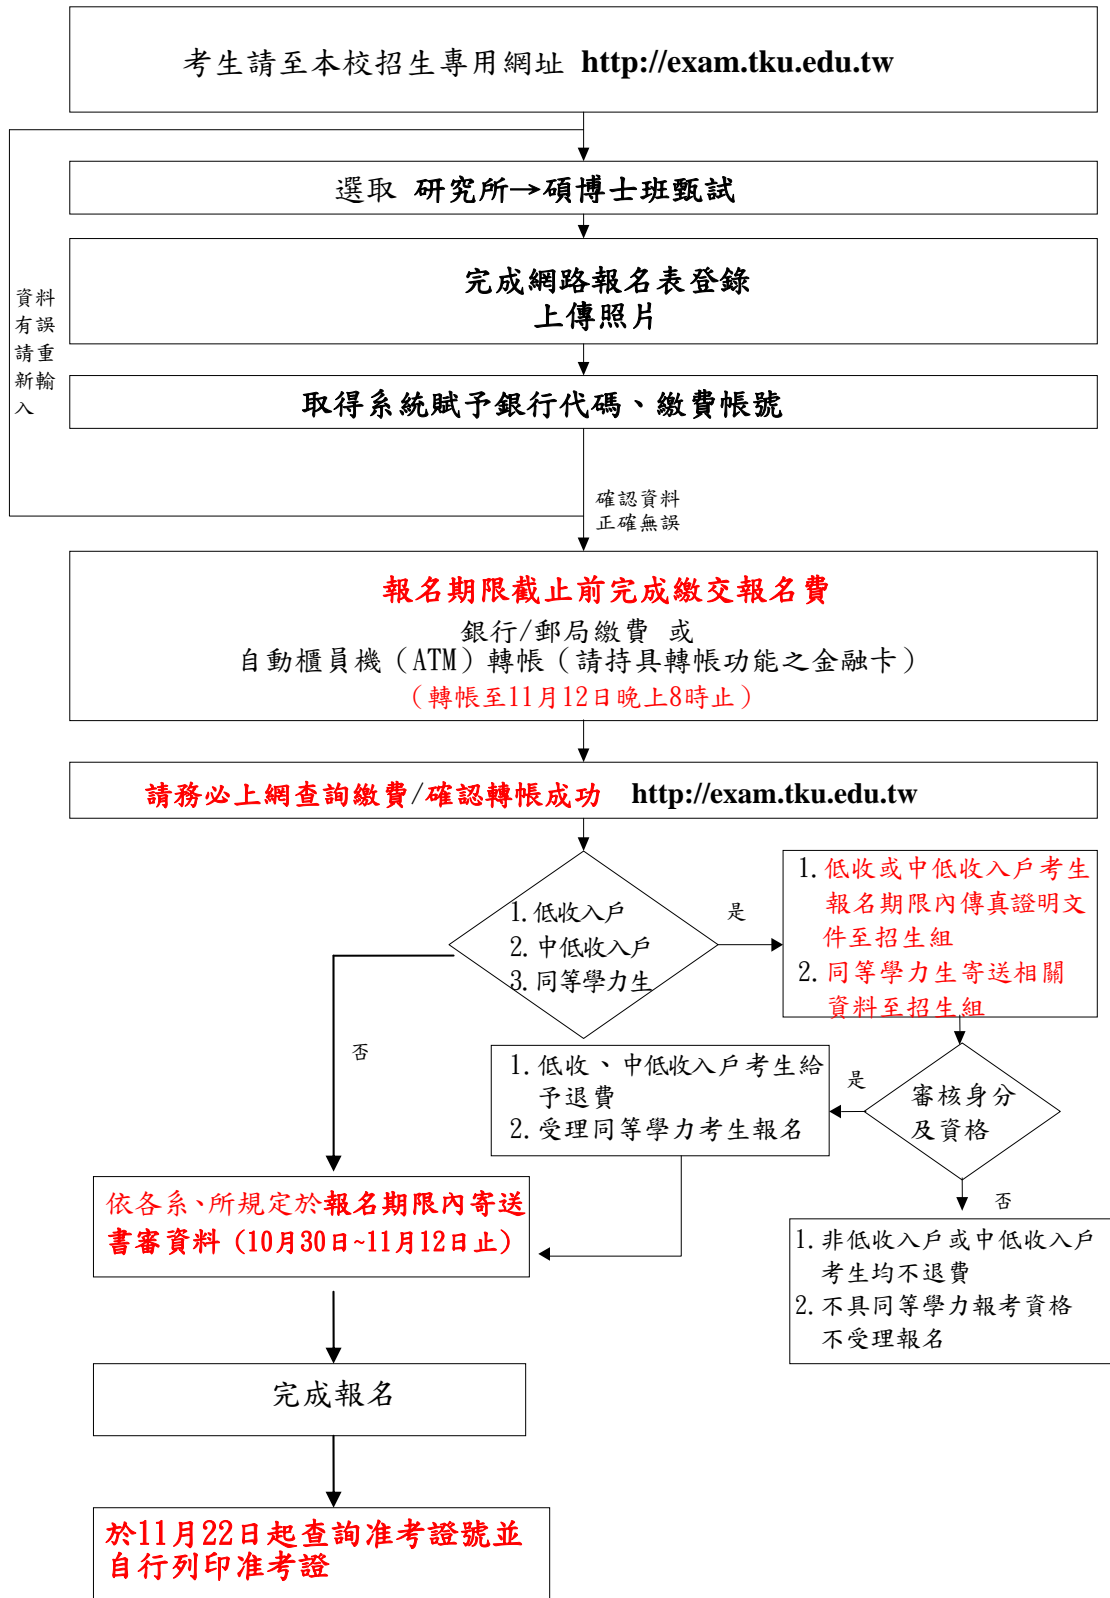 考生請至本校招生專用網址 http://exam.tku.edu.tw
選取 研究所→碩博士班甄試
完成網路報名表登錄
上傳照片
資料
有誤
請重
新輸
入
取得系統賦予銀行代碼、繳費帳號
確認資料
正確無誤
報名期限截止前完成繳交報名費
銀行/郵局繳費 或
自動櫃員機（ATM）轉帳（請持具轉帳功能之金融卡）
（轉帳至11月12日晚上8時止）
請務必上網查詢繳費/確認轉帳成功 http://exam.tku.edu.tw
1.低收入戶
2.中低收入戶
3.同等學力生
是
1.低收或中低收入戶考生
報名期限內傳真證明文
件至招生組
2.同等學力生寄送相關
資料至招生組
否
1.低收、中低收入戶考生給
予退費
2.受理同等學力考生報名
是
審核身分
及資格
否
依各系、所規定於報名期限內寄送
書審資料（10月30日~11月12日止）
1.非低收入戶或中低收入戶
考生均不退費
2.不具同等學力報考資格
不受理報名
完成報名
於11月22日起查詢准考證號並
自行列印准考證